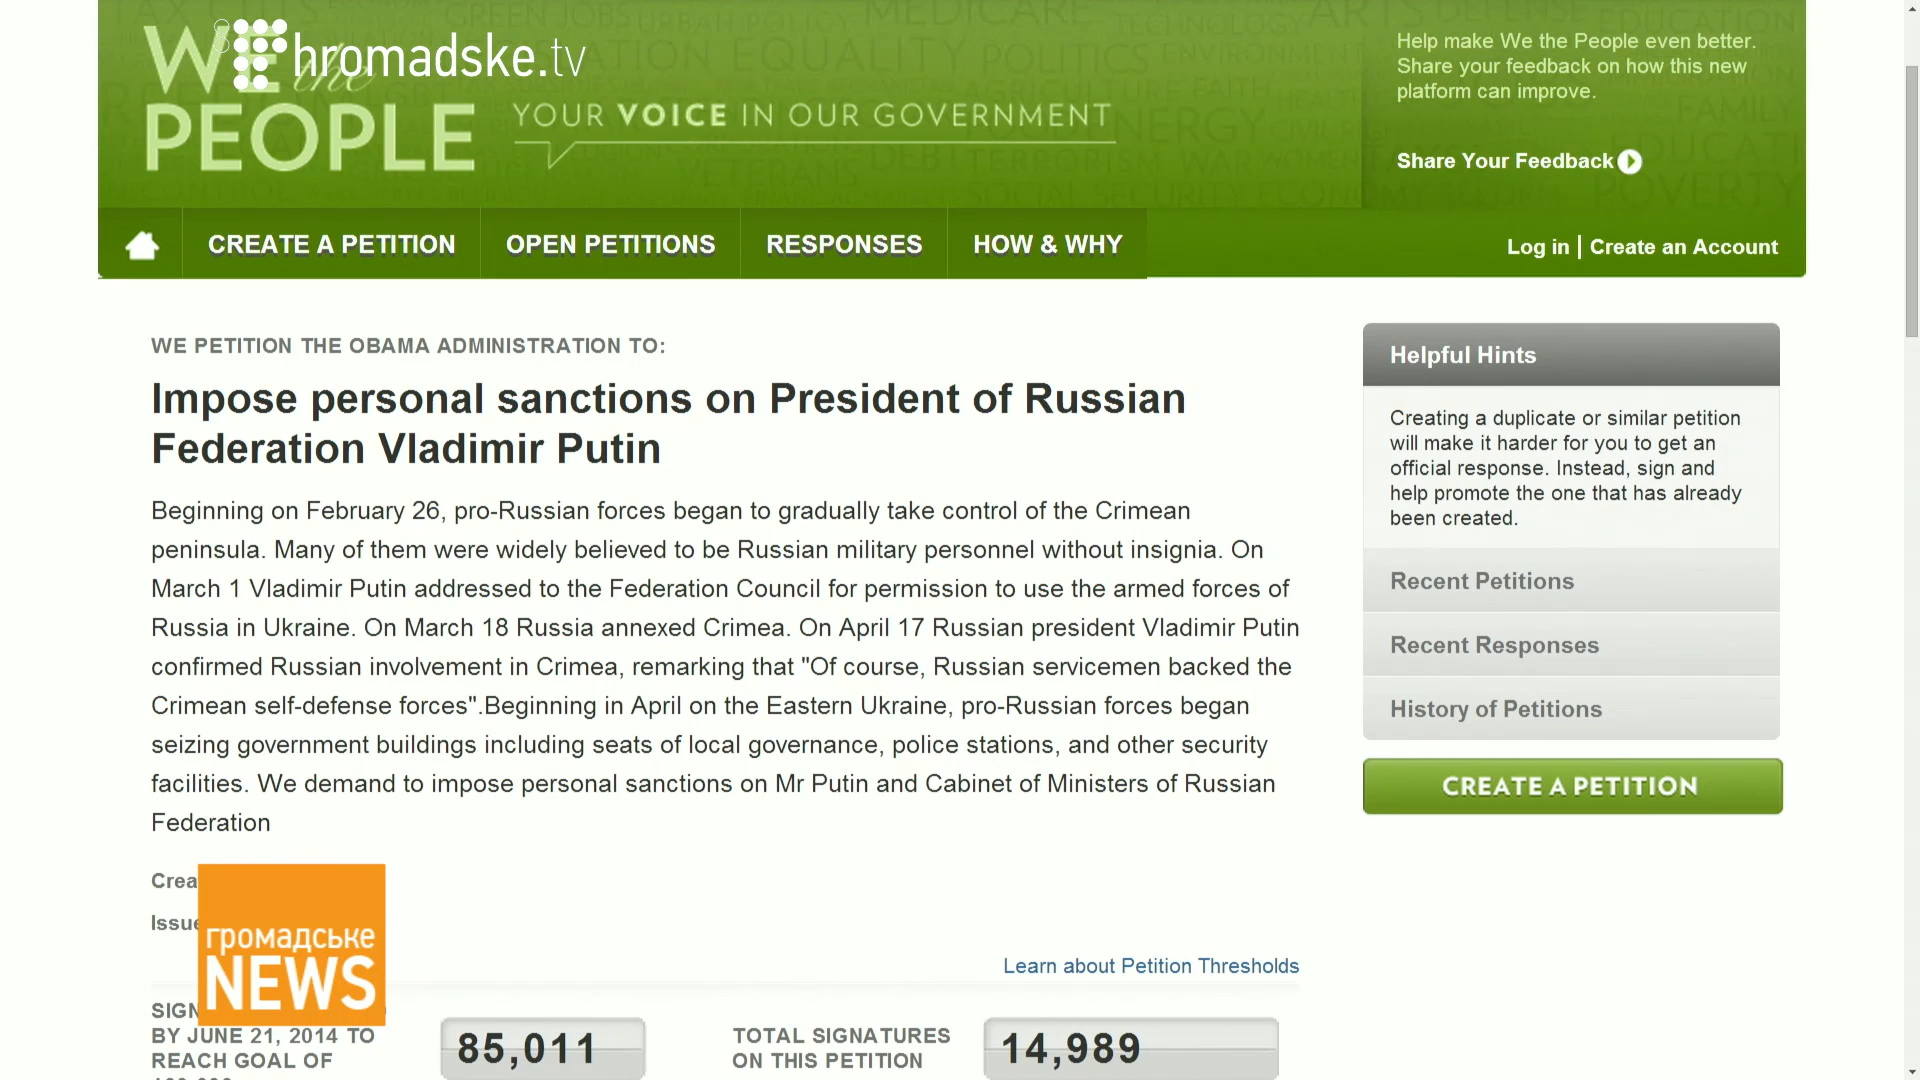 WE the
PEOPLE
hromadske.tv
YOUR VOICE IN OUR GOVERNMENT
Help make We the People even better.
Share your feedback on how this new
platform can improve.
Share Your Feedback
CREATE A PETITION
OPEN PETITIONS
RESPONSES
HOW & WHY
Log in | Create an Account
WE PETITION THE OBAMA ADMINISTRATION TO:
Impose personal sanctions on President of Russian
Federation Vladimir Putin
Beginning on February 26, pro-Russian forces began to gradually take control of the Crimean
peninsula. Many of them were widely believed to be Russian military personnel without insignia. On
March 1 Vladimir Putin addressed to the Federation Council for permission to use the armed forces of
Russia in Ukraine. On March 18 Russia annexed Crimea. On April 17 Russian president Vladimir Putin
confirmed Russian involvement in Crimea, remarking that "Of course, Russian servicemen backed the
Crimean self-defense forces".Beginning in April on the Eastern Ukraine, pro-Russian forces began
seizing government buildings including seats of local governance, police stations, and other security
facilities. We demand to impose personal sanctions on Mr Putin and Cabinet of Ministers of Russian
Federation
Crea
Issue
громадське
NEWS
Learn about Petition Thresholds
SIGN
BY JUNE 21, 2014 TO
REACH GOAL OF
85,011
TOTAL SIGNATURES
ON THIS PETITION
14,989
Helpful Hints
Creating a duplicate or similar petition
will make it harder for you to get an
official response. Instead, sign and
help promote the one that has already
been created.
Recent Petitions
Recent Responses
History of Petitions
CREATE A PETITION